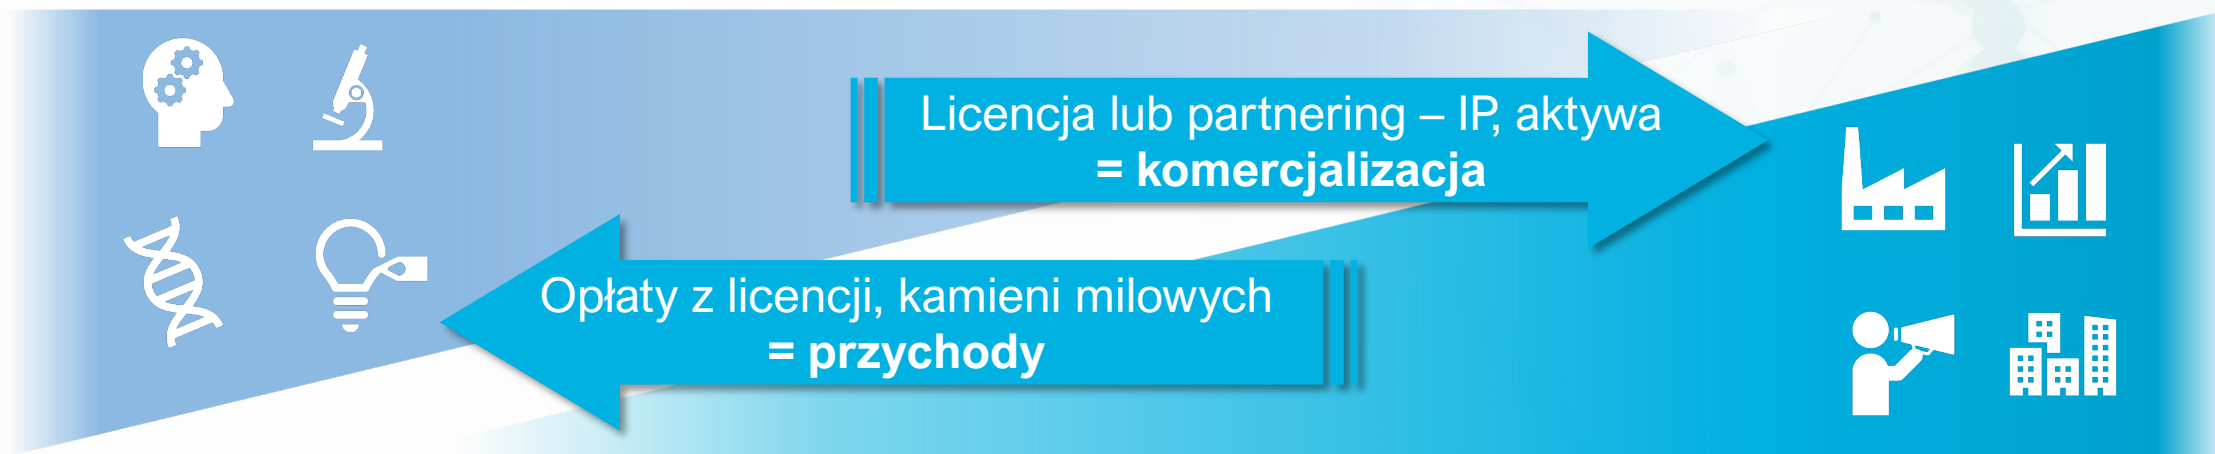 Licencja lub partnering – IP, aktywa
= komercjalizacja
Opłaty z licencji, kamieni milowych
= przychody